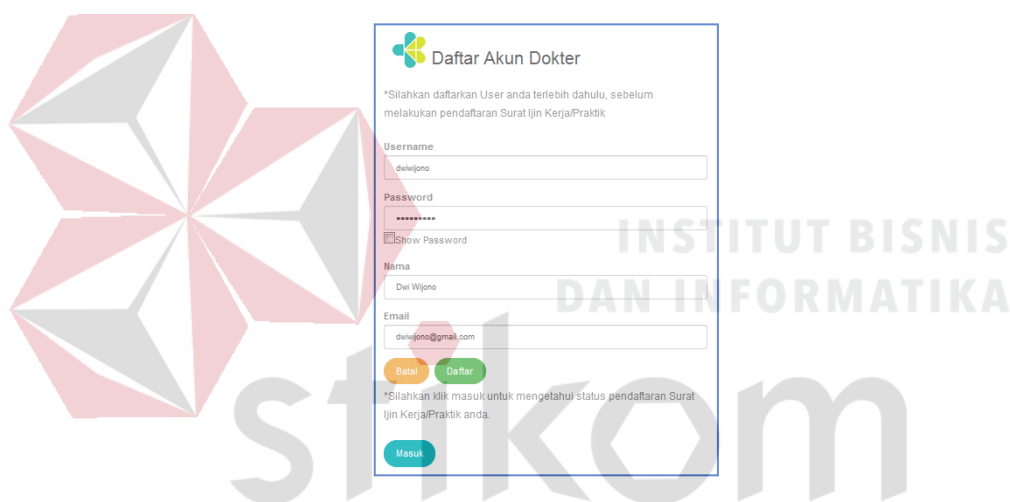 Daftar Akun Dokter
*Silahkan daftarkan User anda terlebih dahulu, sebelum
melakukan pendaftaran Surat Ijin Kerja/Praktik
Username
dwiwijono
Password
•••••••••
Show Password
Nama
Dwi Wijono
Email
dwiwijono@gmail.com
Batal Daftar
*Silahkan klik masuk untuk mengetahui status pendaftaran Surat
Ijin Kerja/Praktik anda.
Masuk
INSTITUT BISNIS
DAN INFORMATIKA
stikom